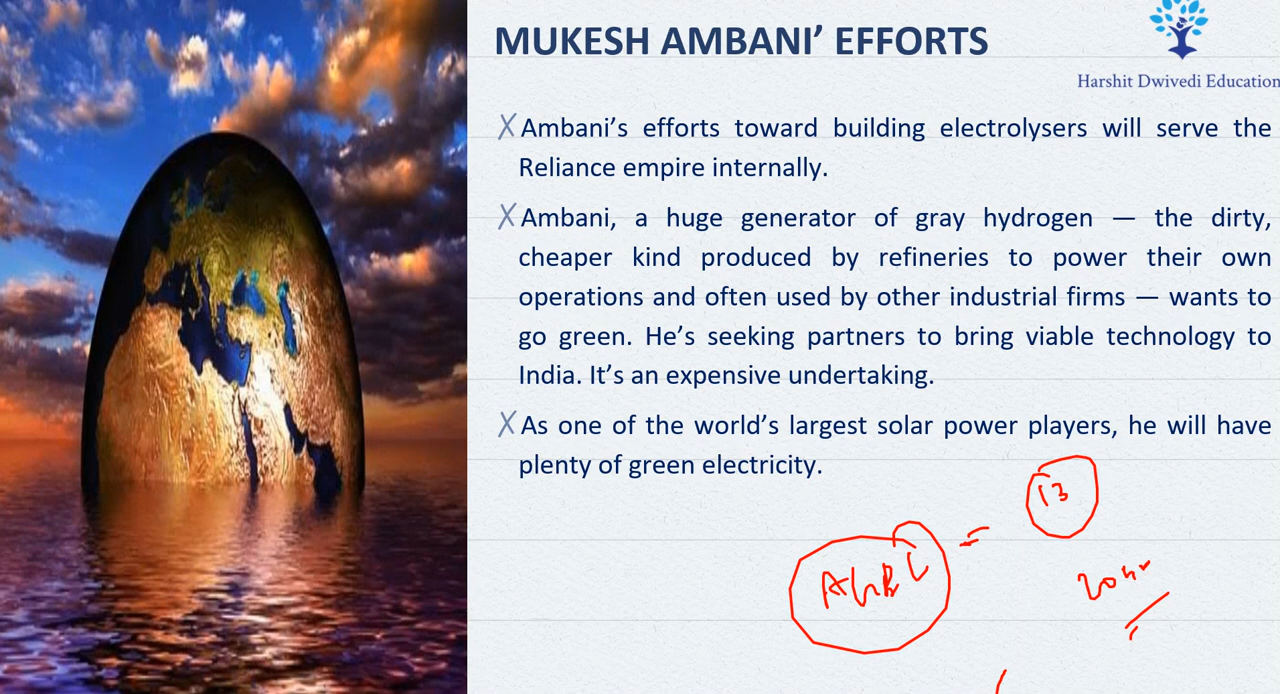 MUKESH AMBANI’ EFFORTS
Harshit Dwivedi Education
Ambani’s efforts toward building electrolysers will serve the
Reliance empire internally.
Ambani, a huge generator of gray hydrogen — the dirty,
cheaper kind produced by refineries to power their own
operations and often used by other industrial firms — wants to
go green. He’s seeking partners to bring viable technology to
India. It’s an expensive undertaking.
As one of the world’s largest solar power players, he will have
plenty of green electricity.
13